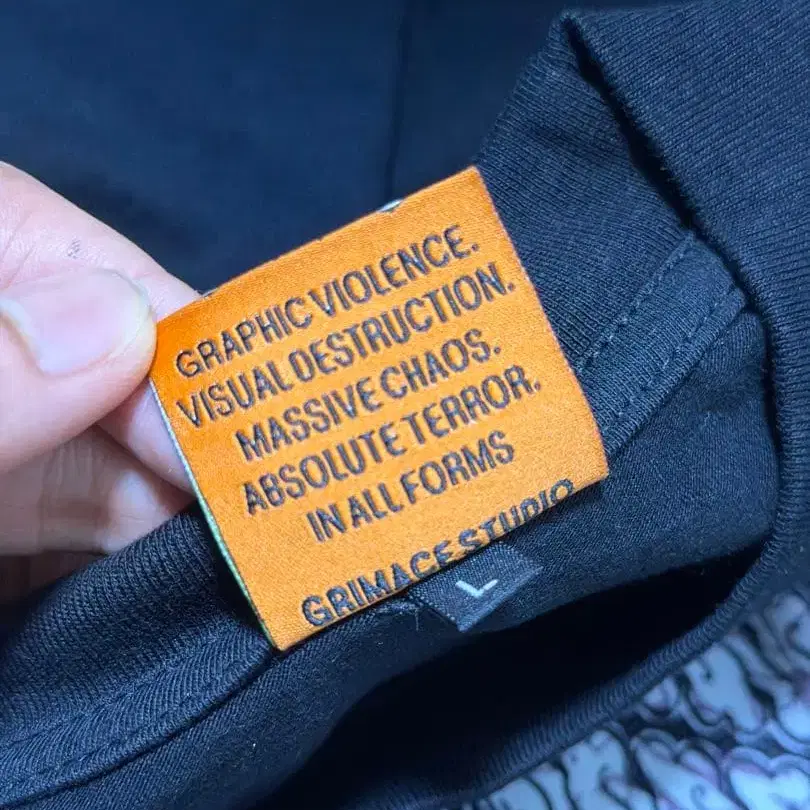 GRAPHIC VIOLENCE.
VISUAL DESTRUCTION.
MASSIVE CHAOS.
ABSOLUTE TERROR.
IN ALL FORMS
GRIMACE STUDIO
L